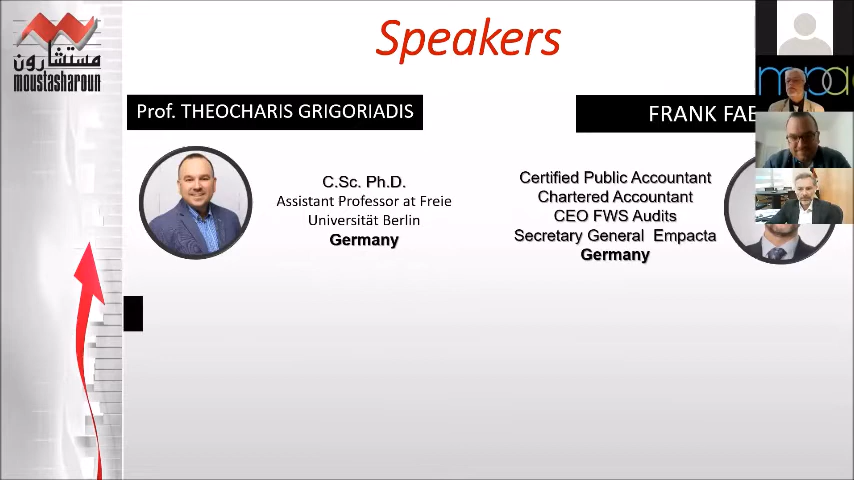 Speakers
مستشارون
moustasharoun
Prof. THEOCHARIS GRIGORIADIS
C.Sc. Ph.D.
Assistant Professor at Freie
Universität Berlin
Germany
FRANK
Certified Public Accountant
Chartered Accountant
CEO FWS Audits
Secretary General Empacta
Germany